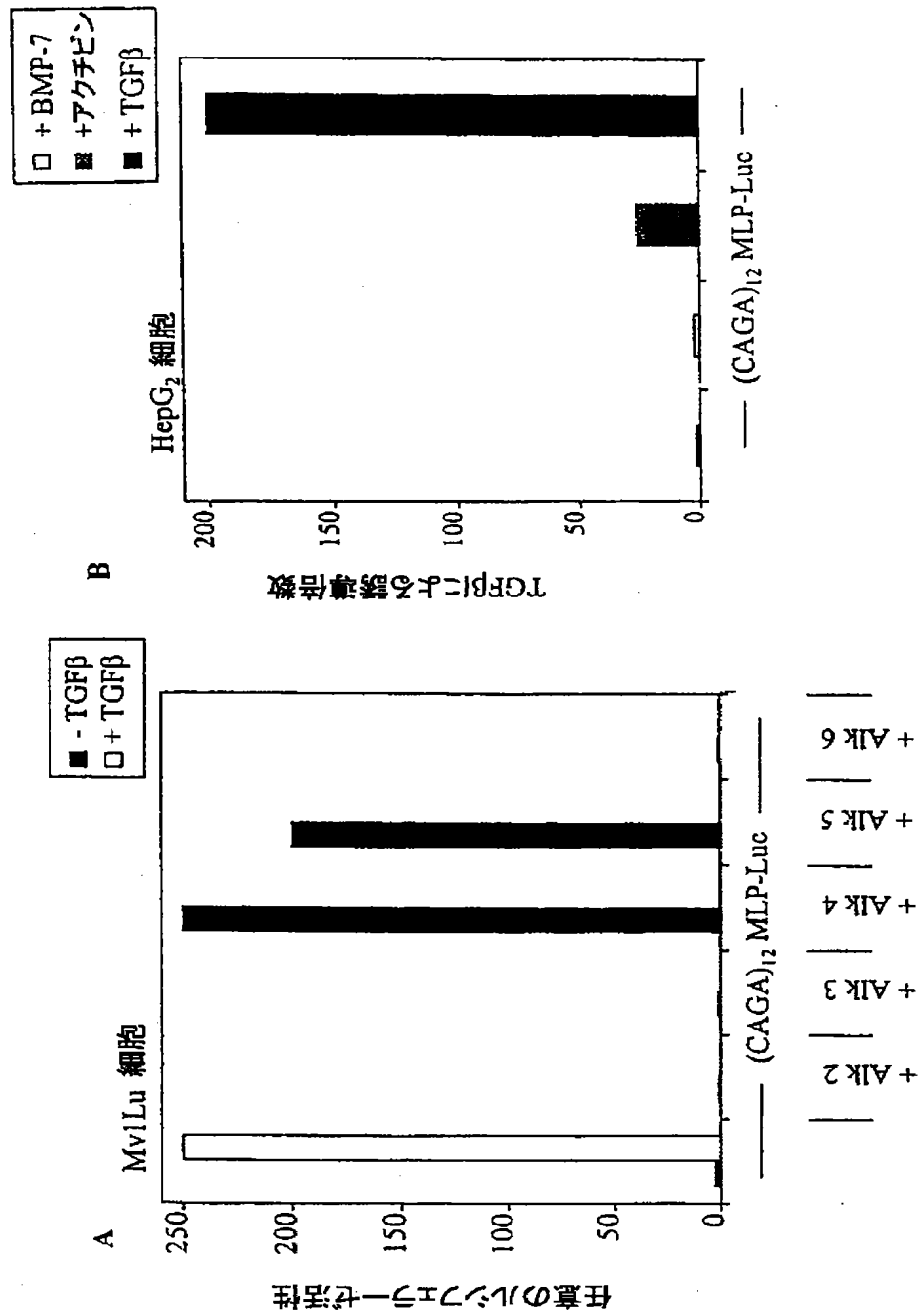 A
Mv1Lu 細胞
■ - TGFβ
□ + TGFβ
任意のルシフェラーゼ活性
250
200
150
100
50
0
(CAGA)12 MLP-Luc
+ Alk 2
+ Alk 3
+ Alk 4
+ Alk 5
+ Alk 6
B
HepG2 細胞
□ + BMP-7
▩ +アクチビン
■ + TGFβ
TGFβによる誘導倍数
200
150
100
50
0
(CAGA)12 MLP-Luc